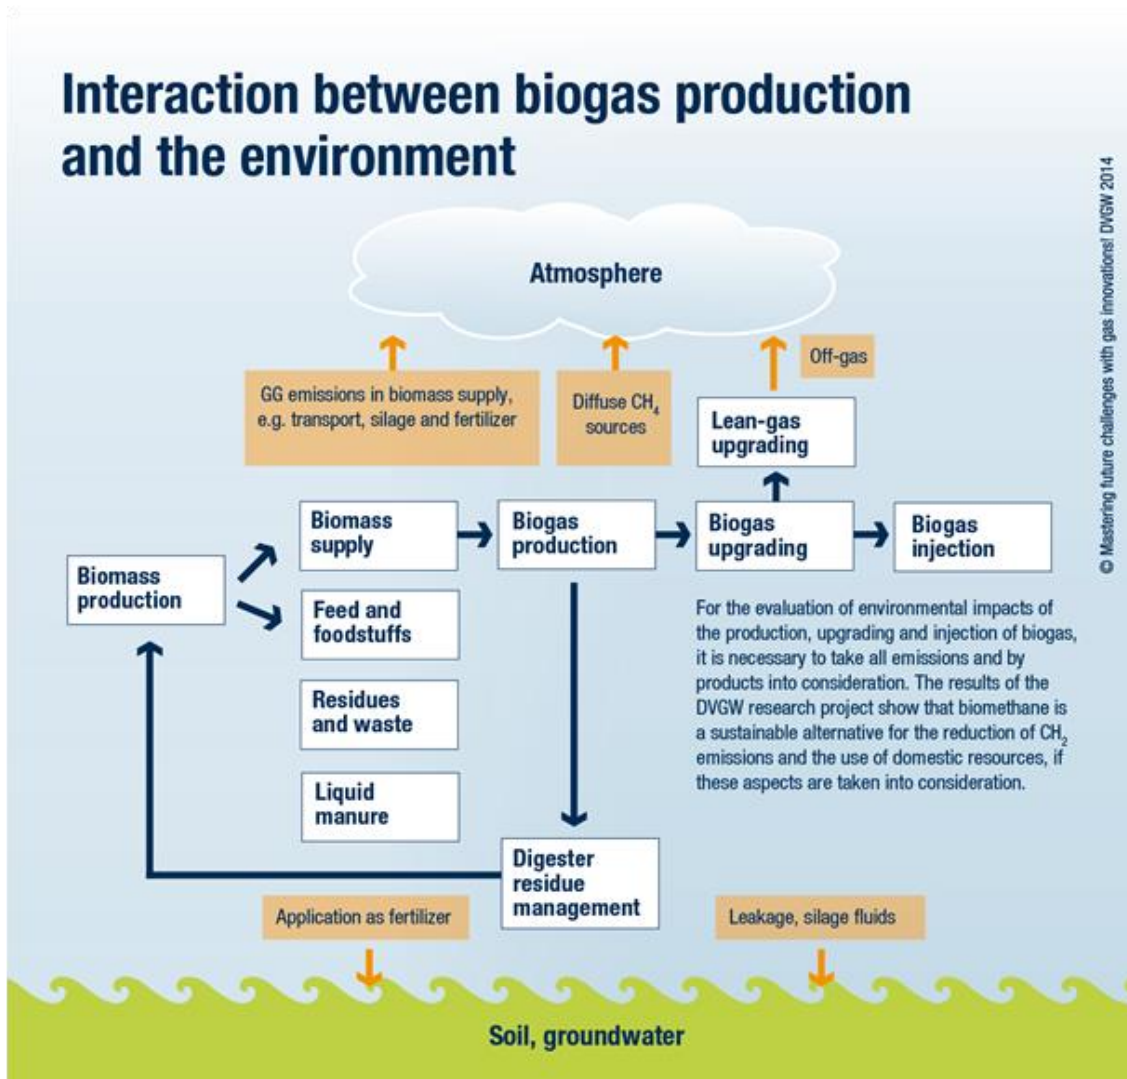 Interaction between biogas production
and the environment
Atmosphere
Off-gas
GG emissions in biomass supply,
e.g. transport, silage and fertilizer
Diffuse CH₄
sources
Lean-gas
upgrading
Biomass
supply
Biogas
production
Biogas
upgrading
Biogas
injection
Biomass
production
Feed and
foodstuffs
Residues
and waste
Liquid
manure
For the evaluation of environmental impacts of
the production, upgrading and injection of biogas,
it is necessary to take all emissions and by
products into consideration. The results of the
DVGW research project show that biomethane is
a sustainable alternative for the reduction of CH₂
emissions and the use of domestic resources, if
these aspects are taken into consideration.
Digester
residue
management
Application as fertilizer
Leakage, silage fluids
Soil, groundwater
© Mastering future challenges with gas innovations! DVGW 2014